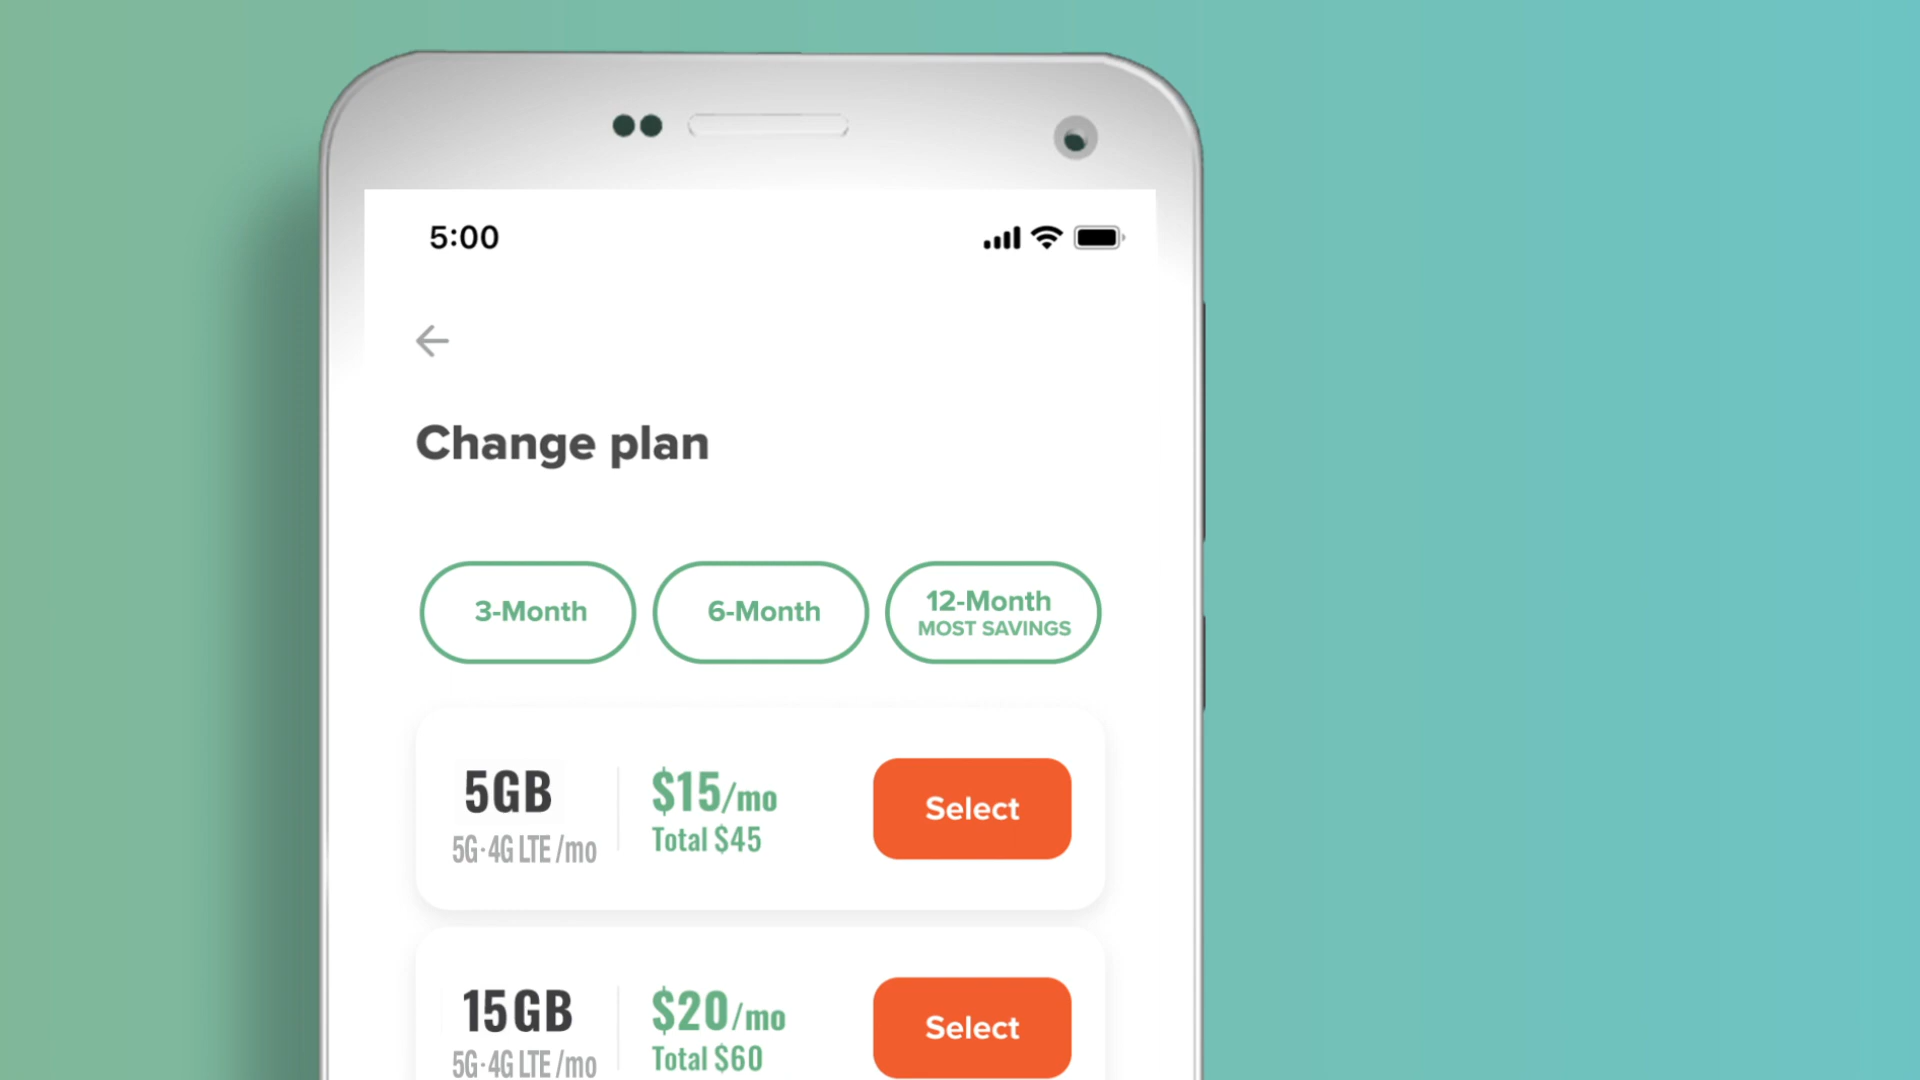 5:00
Change plan
3-Month
6-Month
12-Month
MOST SAVINGS
5GB
5G·4G LTE /mo
$15/mo
Total $45
Select
15GB
5G·4G LTE /mo
$20/mo
Total $60
Select